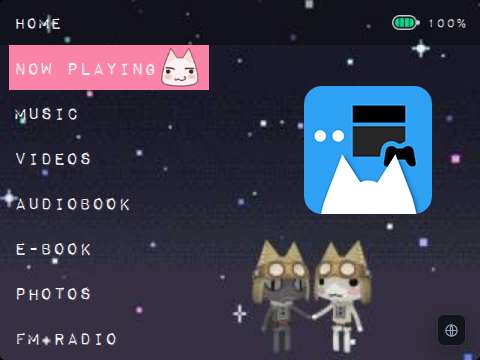 HOME
100%
NOW PLAYING
MUSIC
VIDEOS
AUDIOBOOK
E-BOOK
PHOTOS
FM RADIO